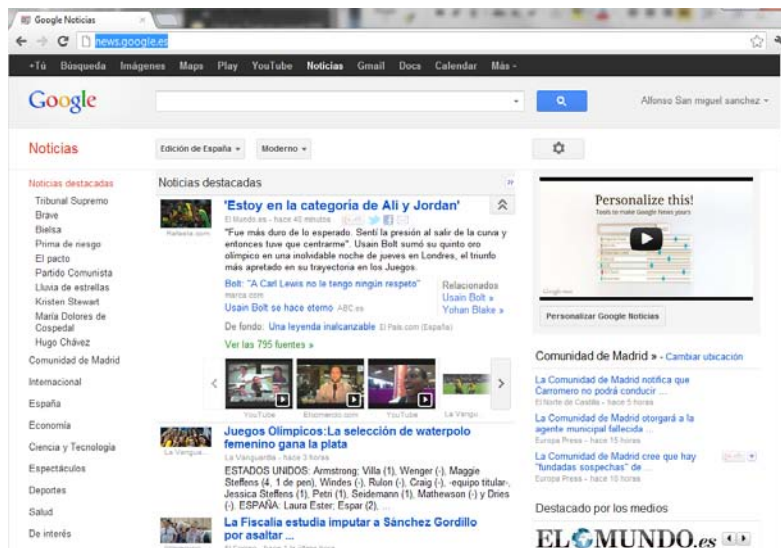 Google Noticias
news.google.es
+Tú Búsqueda Imágenes Maps Play YouTube Noticias Gmail Docs Calendar Más
Google
Alfonso San miguel sanchez
Noticias
Edición de España
Moderno
Noticias destacadas
Tribunal Supremo
Brave
Bielsa
Prima de riesgo
El pacto
Partido Comunista
Lluvia de estrellas
Kristen Stewart
María Dolores de
Cospedal
Hugo Chávez
Comunidad de Madrid
Internacional
España
Economía
Ciencia y Tecnología
Espectáculos
Deportes
Salud
De interés
Noticias destacadas
'Estoy en la categoría de Ali y Jordan'
El Mundo.es - hace 40 minutos
"Fue más duro de lo esperado. Sentí la presión al salir de la curva y
entonces tuve que centrarme". Usain Bolt sumó su quinto oro
olímpico en una inolvidable noche de jueves en Londres, el triunfo
más apretado en su trayectoria en los Juegos.
Bolt: "A Carl Lewis no le tengo ningún respeto"
marca.com
Usain Bolt se hace eterno ABC.es
Relacionados
Usain Bolt »
Yohan Blake »
De fondo: Una leyenda inalcanzable El País.com (España)
Ver las 795 fuentes »
YouTube
Elcomercio.com
YouTube
La Vangu...
Juegos Olímpicos:La selección de waterpolo
femenino gana la plata
La Vangua...
La Vanguardia - hace 3 horas
ESTADOS UNIDOS: Armstrong; Villa (1), Wenger (-), Maggie
Steffens (4, 1 de pen), Windes (-), Rulon (-), Craig (-), -equipo titular-,
Jessica Steffens (1), Petri (1), Seidemann (1), Mathewson (-) y Dries
(-). ESPAÑA: Laura Ester; Espar (2), ...
La Fiscalía estudia imputar a Sánchez Gordillo
por asaltar ...
Personalize this!
Tools to make Google News yours
Google news
Personalizar Google Noticias
Comunidad de Madrid » - Cambiar ubicación
La Comunidad de Madrid notifica que
Carromero no podrá conducir ...
El Norte de Castilla - hace 5 horas
La Comunidad de Madrid otorgará a la
agente municipal fallecida ...
Europa Press - hace 15 horas
La Comunidad de Madrid cree que hay
"fundadas sospechas" de ...
Europa Press - hace 10 horas
Destacado por los medios
EL MUNDO.es